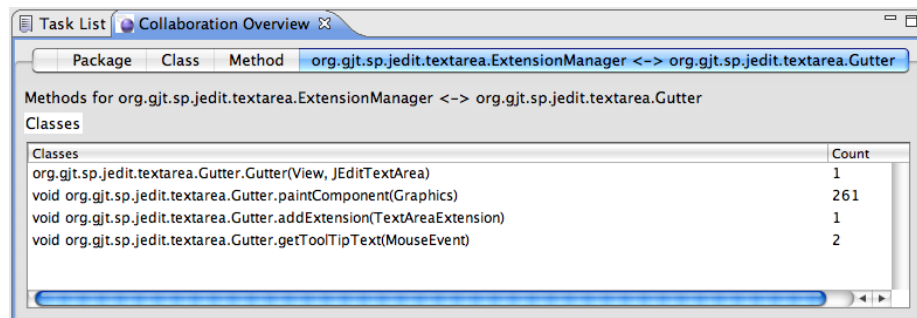 Task List Collaboration Overview
Package Class Method org.gjt.sp.jedit.textarea.ExtensionManager <-> org.gjt.sp.jedit.textarea.Gutter
Methods for org.gjt.sp.jedit.textarea.ExtensionManager <-> org.gjt.sp.jedit.textarea.Gutter
Classes
Classes Count
org.gjt.sp.jedit.textarea.Gutter.Gutter(View, JEditTextArea) 1
void org.gjt.sp.jedit.textarea.Gutter.paintComponent(Graphics) 261
void org.gjt.sp.jedit.textarea.Gutter.addExtension(TextAreaExtension) 1
void org.gjt.sp.jedit.textarea.Gutter.getToolTipText(MouseEvent) 2